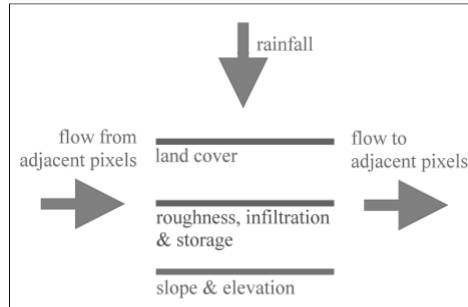 rainfall
flow from
adjacent pixels
land cover
flow to
adjacent pixels
roughness, infiltration
& storage
slope & elevation